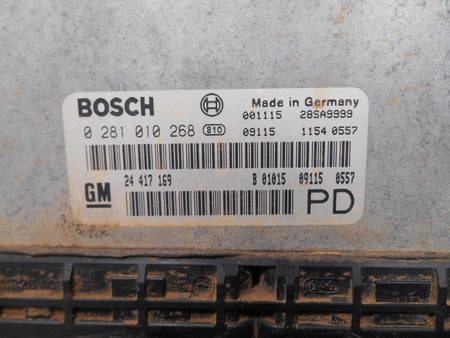 BOSCH Made in Germany
001115 28SA9999
0 281 010 268 810 09115 1154 0557
24 417 169 B 01015 09115 0557
GM PD